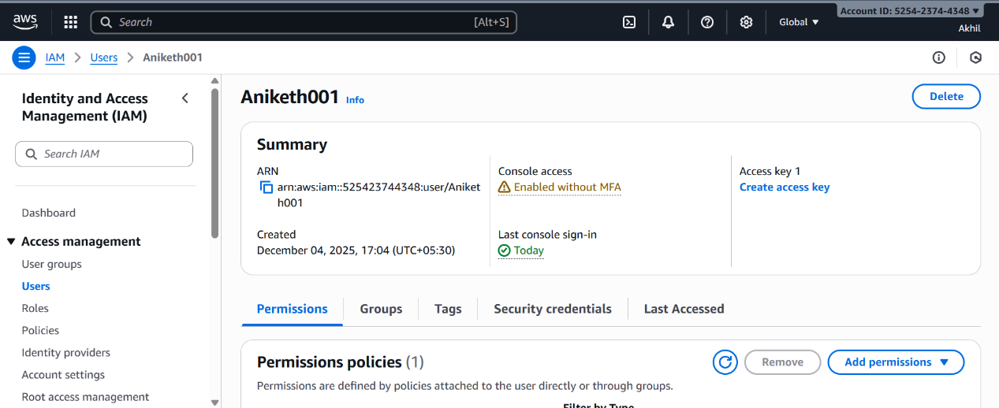 aws
Search
[Alt+S]
Global
Account ID: 5254-2374-4348
Akhil
IAM
Users
Aniketh001
Identity and Access
Management (IAM)
Search IAM
Dashboard
Access management
User groups
Users
Roles
Policies
Identity providers
Account settings
Root access management
Aniketh001
Info
Delete
Summary
ARN
arn:aws:iam::525423744348:user/Aniket
h001
Console access
Enabled without MFA
Access key 1
Create access key
Created
December 04, 2025, 17:04 (UTC+05:30)
Last console sign-in
Today
Permissions
Groups
Tags
Security credentials
Last Accessed
Permissions policies (1)
Remove
Add permissions
Permissions are defined by policies attached to the user directly or through groups.
Filter by Type